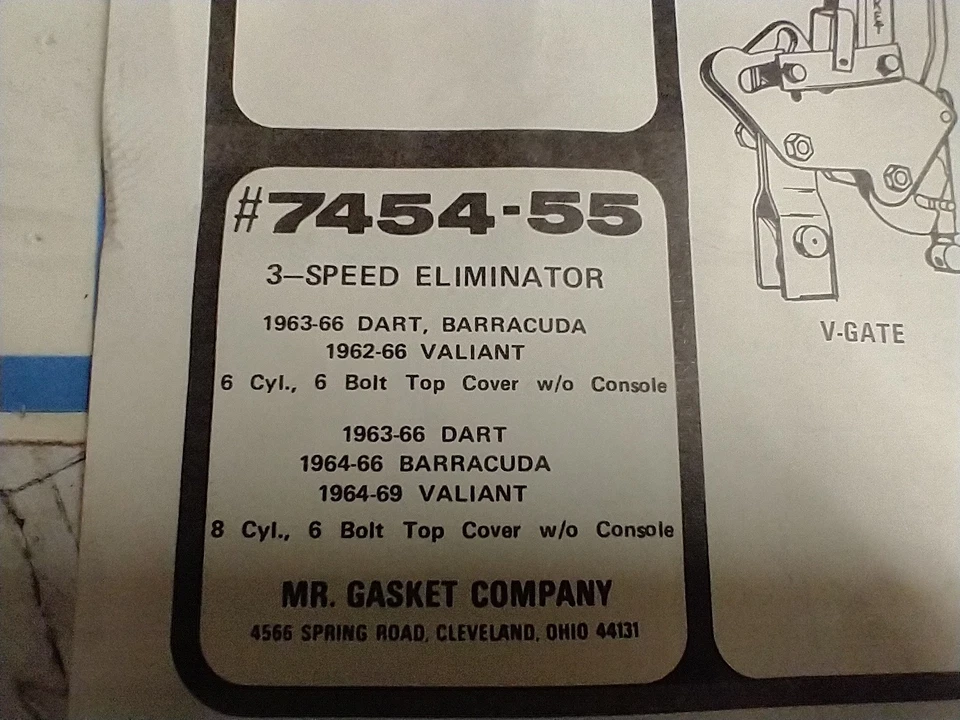 #7454-55
3—SPEED ELIMINATOR
1963-66 DART, BARRACUDA
1962-66 VALIANT
6 Cyl., 6 Bolt Top Cover w/o Console
1963-66 DART
1964-66 BARRACUDA
1964-69 VALIANT
8 Cyl., 6 Bolt Top Cover w/o Console
MR. GASKET COMPANY
4566 SPRING ROAD, CLEVELAND, OHIO 44131
V-GATE